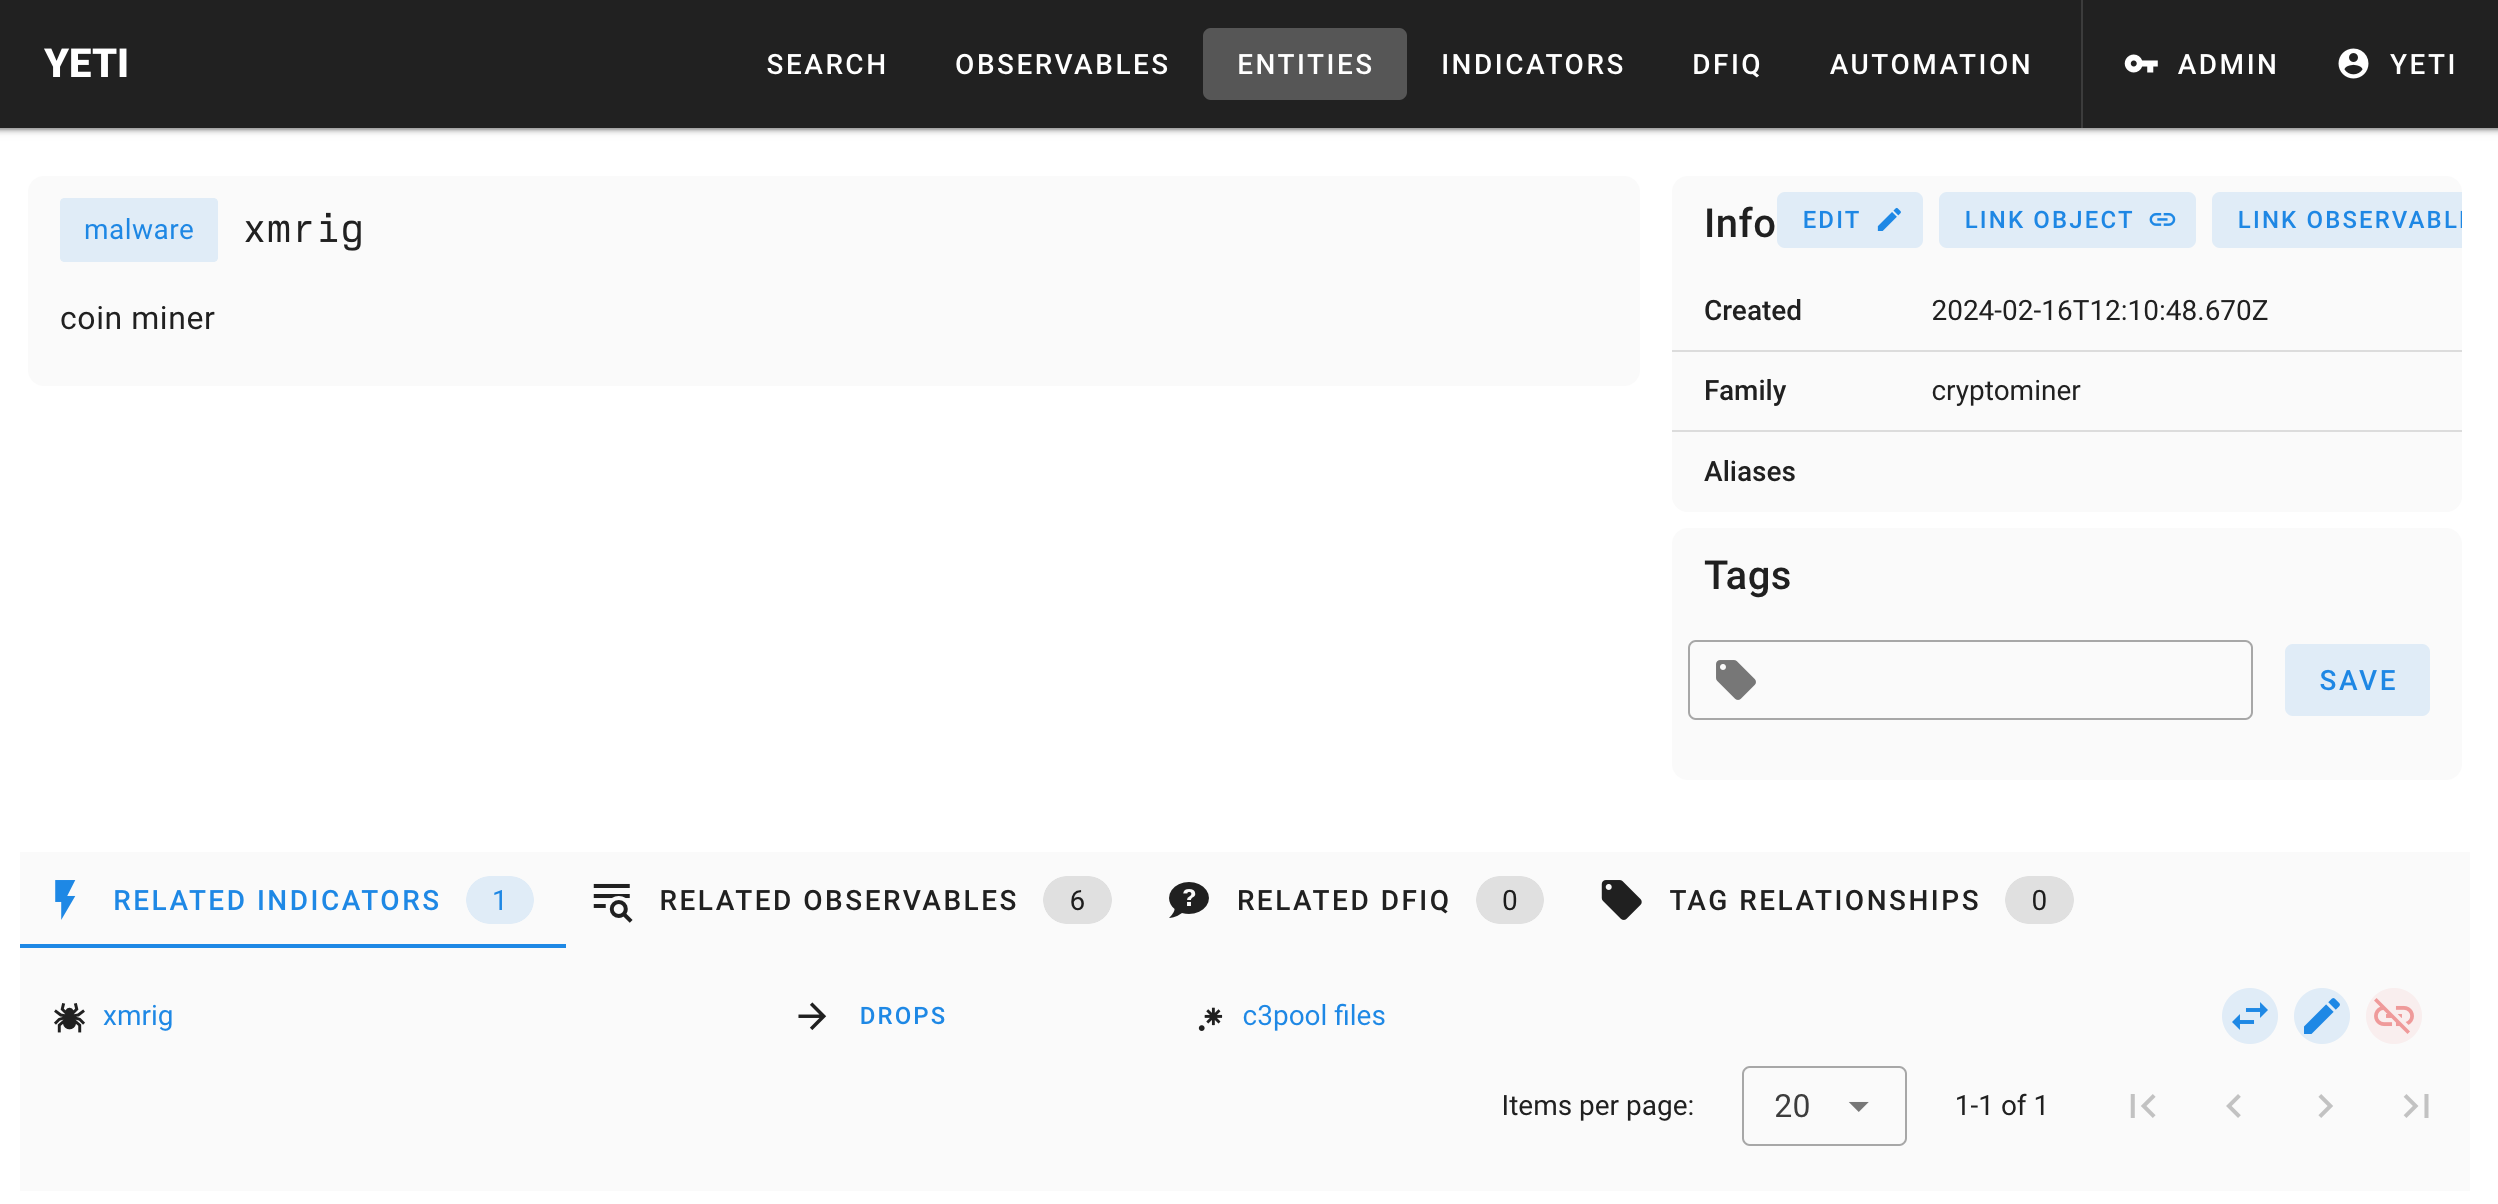 YETI
SEARCH OBSERVABLES ENTITIES INDICATORS DFIQ AUTOMATION ADMIN YETI
malware xmrig
coin miner
Info EDIT LINK OBJECT LINK OBSERVABL
Created 2024-02-16T12:10:48.670Z
Family cryptominer
Aliases
Tags
SAVE
RELATED INDICATORS 1 RELATED OBSERVABLES 6 RELATED DFIQ 0 TAG RELATIONSHIPS 0
xmrig DROPS c3pool files
Items per page: 20 1-1 of 1